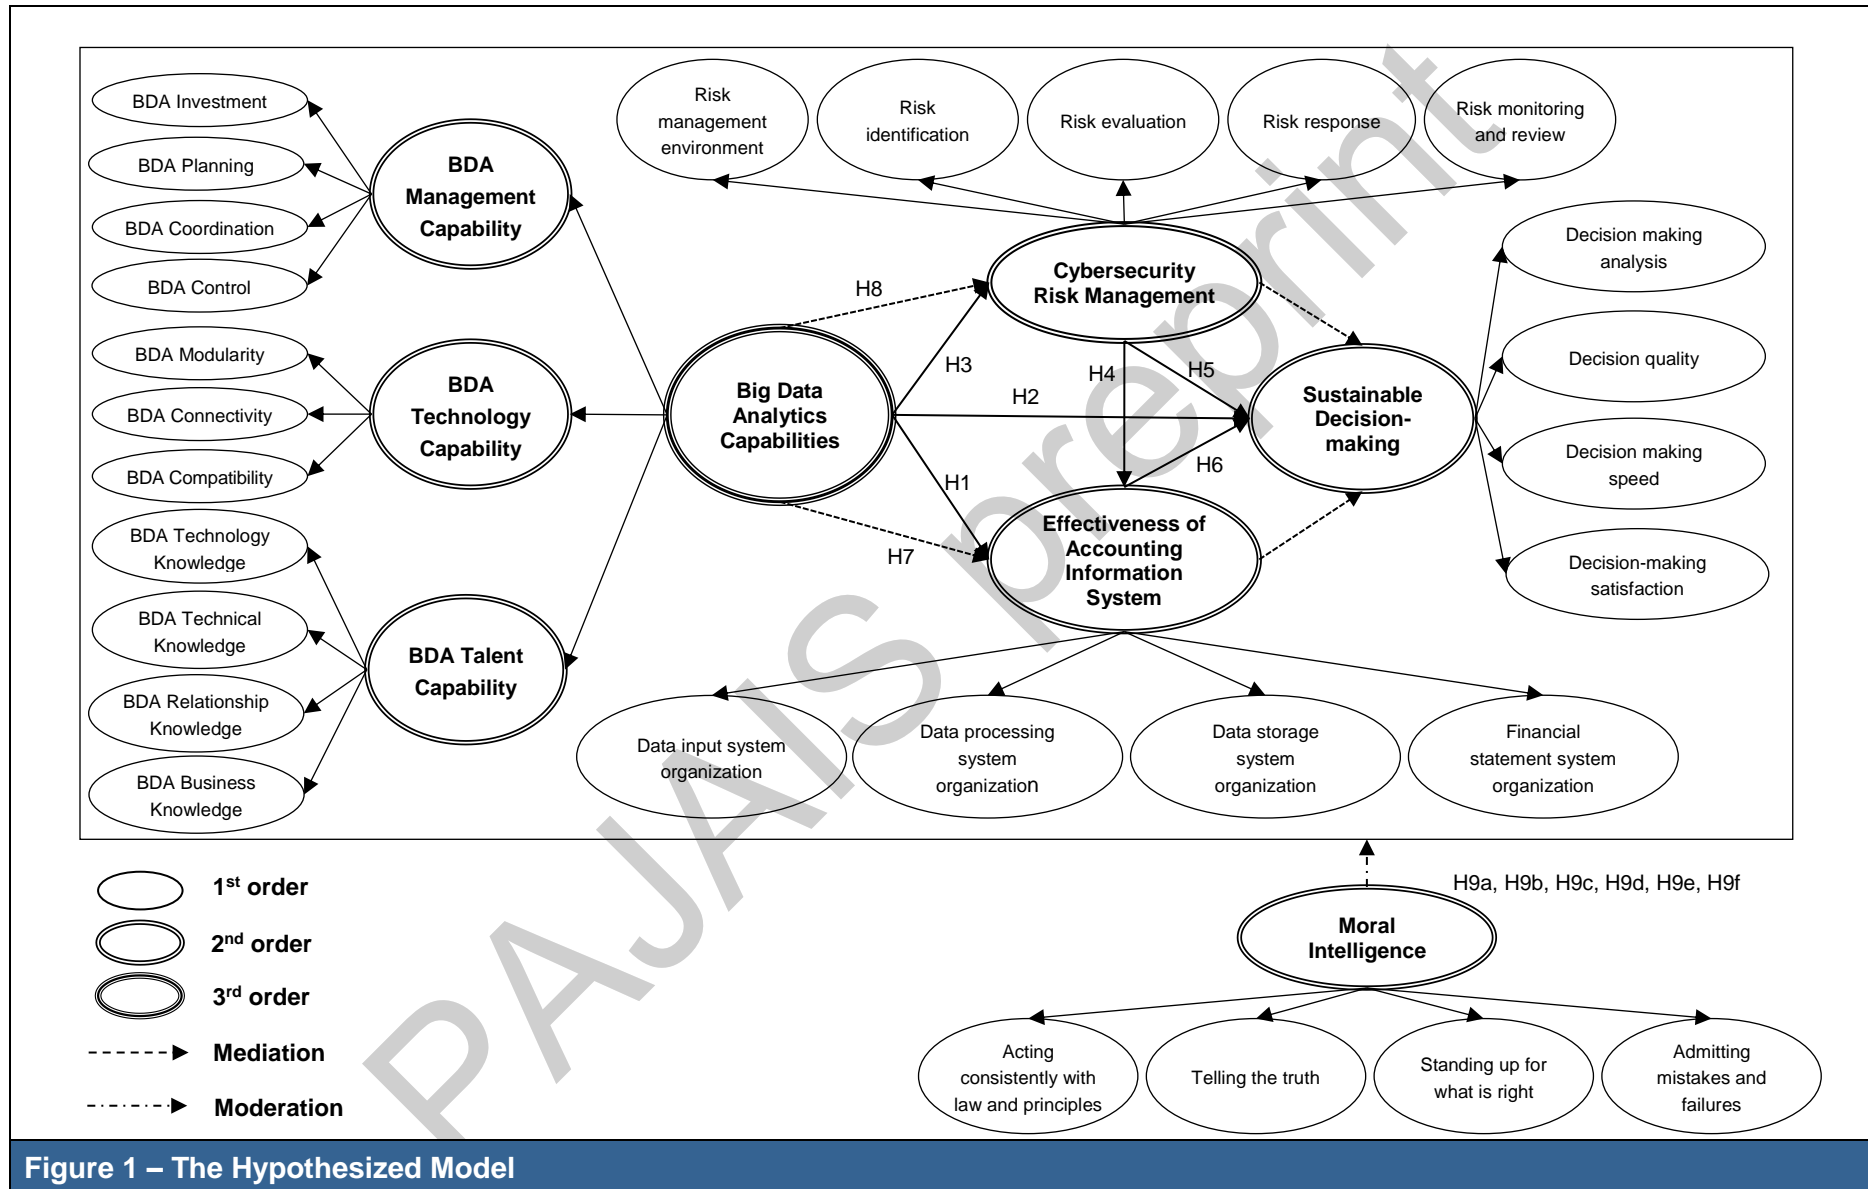 BDA Investment
BDA Planning
BDA Coordination
BDA Control
BDA Modularity
BDA Connectivity
BDA Compatibility
BDA Technology
Knowledge
BDA Technical
Knowledge
BDA Relationship
Knowledge
BDA Business
Knowledge
BDA
Management
Capability
BDA
Technology
Capability
BDA Talent
Capability
Big Data
Analytics
Capabilities
Risk
management
environment
Risk
identification
Risk evaluation
Risk response
Risk monitoring
and review
Cybersecurity
Risk Management
H8
H3
H4
H5
H2
H1
H6
H7
Effectiveness of
Accounting
Information
System
Sustainable
Decision-
making
Decision making
analysis
Decision quality
Decision making
speed
Decision-making
satisfaction
Data input system
organization
Data processing
system
organization
Data storage
system
organization
Financial
statement system
organization
H9a, H9b, H9c, H9d, H9e, H9f
Moral
Intelligence
Acting
consistently with
law and principles
Telling the truth
Standing up for
what is right
Admitting
mistakes and
failures
1st order
2nd order
3rd order
Mediation
Moderation
PAJAIS preprint
Figure 1 – The Hypothesized Model